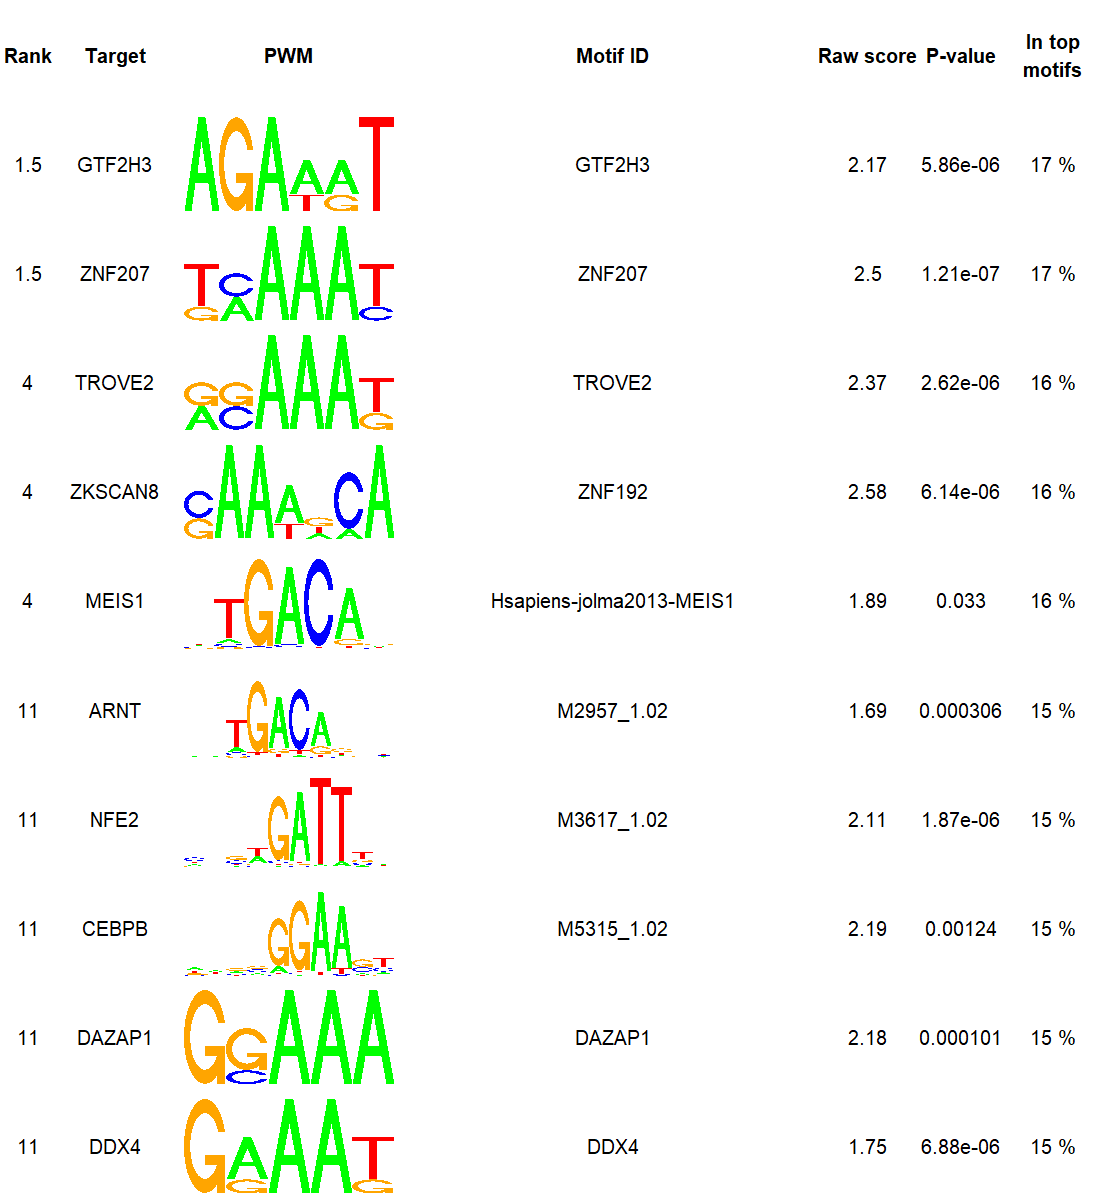 Rank Target PWM Motif ID Raw score P-value In top motifs
1.5 GTF2H3 GTF2H3 2.17 5.86e-06 17 %
1.5 ZNF207 ZNF207 2.5 1.21e-07 17 %
4 TROVE2 TROVE2 2.37 2.62e-06 16 %
4 ZKSCAN8 ZNF192 2.58 6.14e-06 16 %
4 MEIS1 Hsapiens-jolma2013-MEIS1 1.89 0.033 16 %
11 ARNT M2957_1.02 1.69 0.000306 15 %
11 NFE2 M3617_1.02 2.11 1.87e-06 15 %
11 CEBPB M5315_1.02 2.19 0.00124 15 %
11 DAZAP1 DAZAP1 2.18 0.000101 15 %
11 DDX4 DDX4 1.75 6.88e-06 15 %